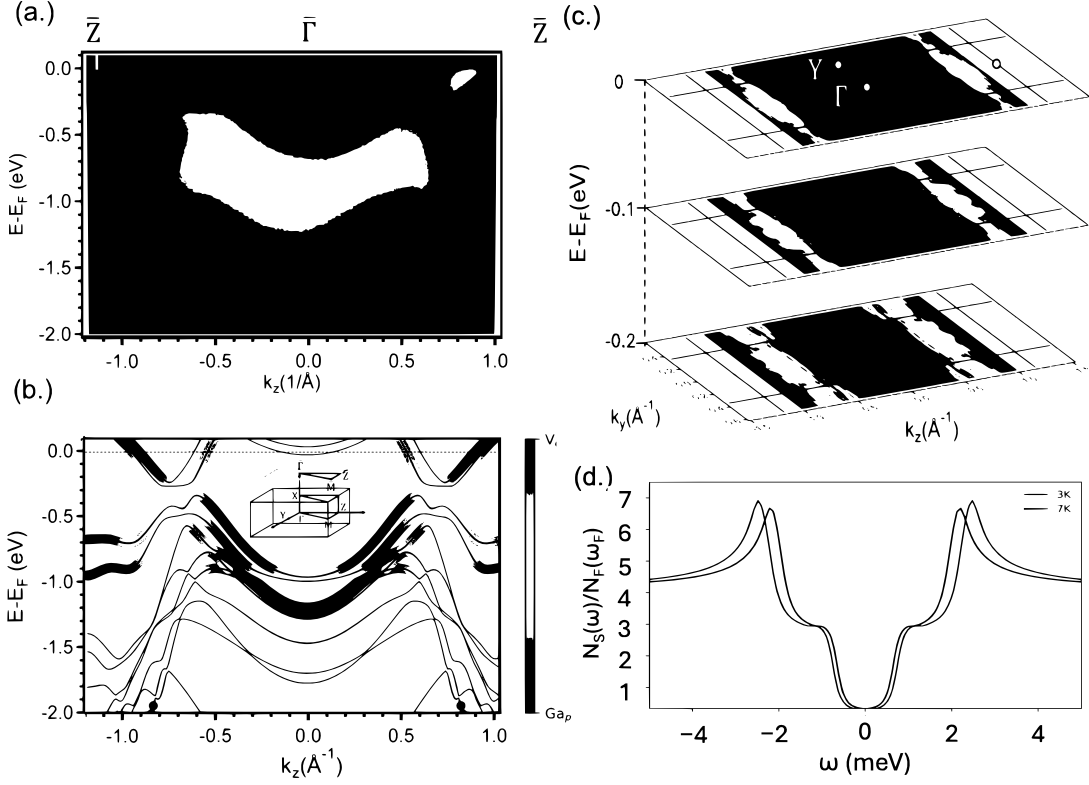 (a.)
Z̄ Γ̄ Z̄
E-E_F (eV)
0.0
-0.5
-1.0
-1.5
-2.0
-1.0 -0.5 0.0 0.5 1.0
k_z(1/Å)
(b.)
E-E_F (eV)
0.0
-0.5
-1.0
-1.5
-2.0
Γ
Z
M
X
Z
Y
Γ
M
-1.0 -0.5 0.0 0.5 1.0
k_z(Å⁻¹)
Ga_p
(c.)
E-E_F(eV)
0
Y
Γ
-0.1
-0.2
k_y(Å⁻¹)
k_z(Å⁻¹)
(d.)
N_S(ω)/N_F(ω_F)
7
6
5
4
3
2
1
3K
7K
−4 −2 0 2 4
ω (meV)